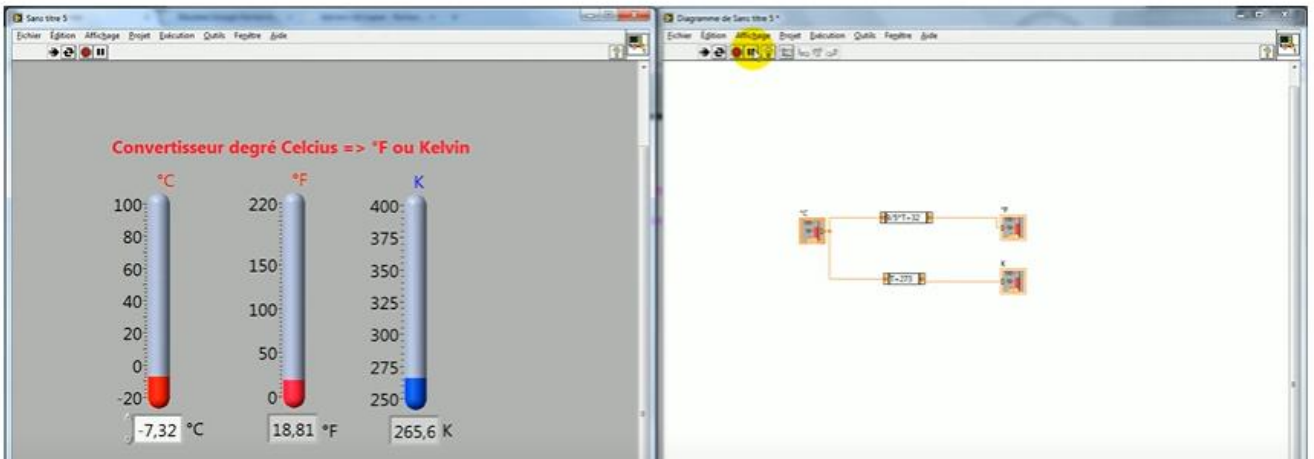 Sans titre 5
Fichier Édition Affichage Projet Exécution Outils Fenêtre Aide
Convertisseur degré Celcius => °F ou Kelvin
°C
100
80
60
40
20
0
-20
-7,32 °C
°F
220
150
100
50
0
18,81 °F
K
400
375
350
325
300
275
250
265,6 K
Diagramme de Sans titre 5 *
Fichier Édition Affichage Projet Exécution Outils Fenêtre Aide
°C
°F
K